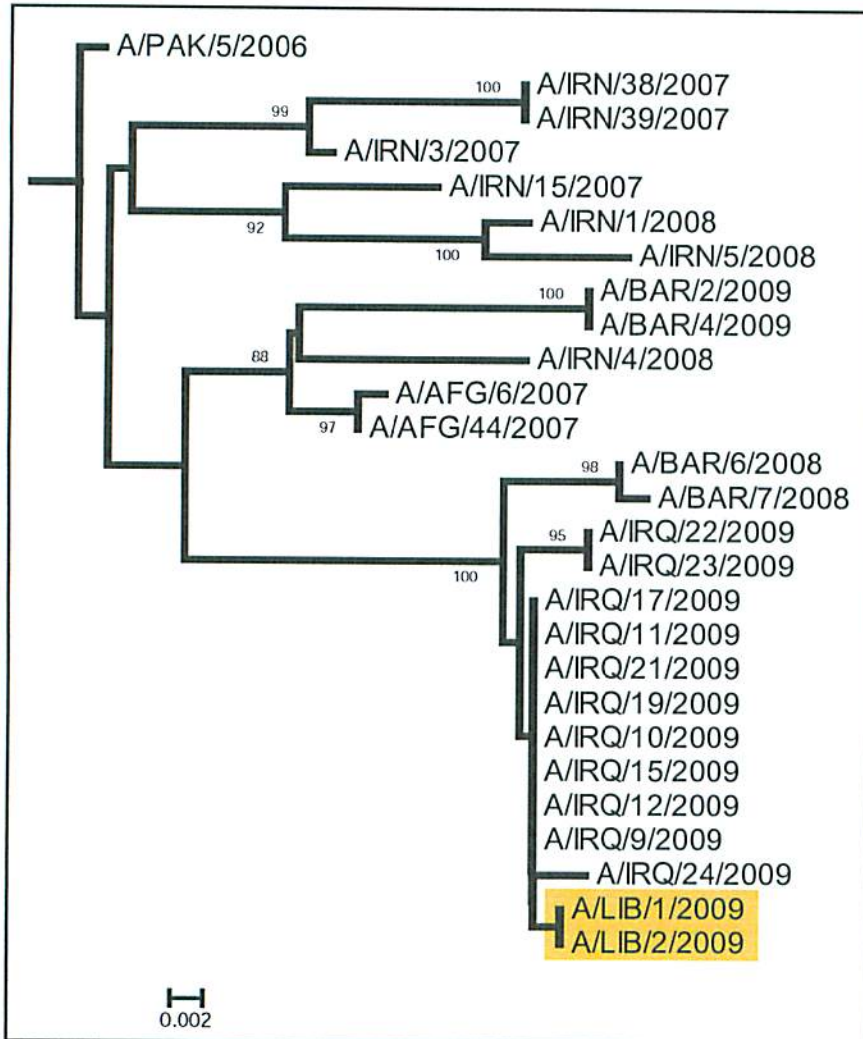 A/PAK/5/2006
100
A/IRN/38/2007
99
A/IRN/39/2007
A/IRN/3/2007
A/IRN/15/2007
92
A/IRN/1/2008
100
A/IRN/5/2008
100
A/BAR/2/2009
A/BAR/4/2009
88
A/IRN/4/2008
A/AFG/6/2007
97
A/AFG/44/2007
98
A/BAR/6/2008
A/BAR/7/2008
95
A/IRQ/22/2009
A/IRQ/23/2009
100
A/IRQ/17/2009
A/IRQ/11/2009
A/IRQ/21/2009
A/IRQ/19/2009
A/IRQ/10/2009
A/IRQ/15/2009
A/IRQ/12/2009
A/IRQ/9/2009
A/IRQ/24/2009
A/LIB/1/2009
A/LIB/2/2009
0.002